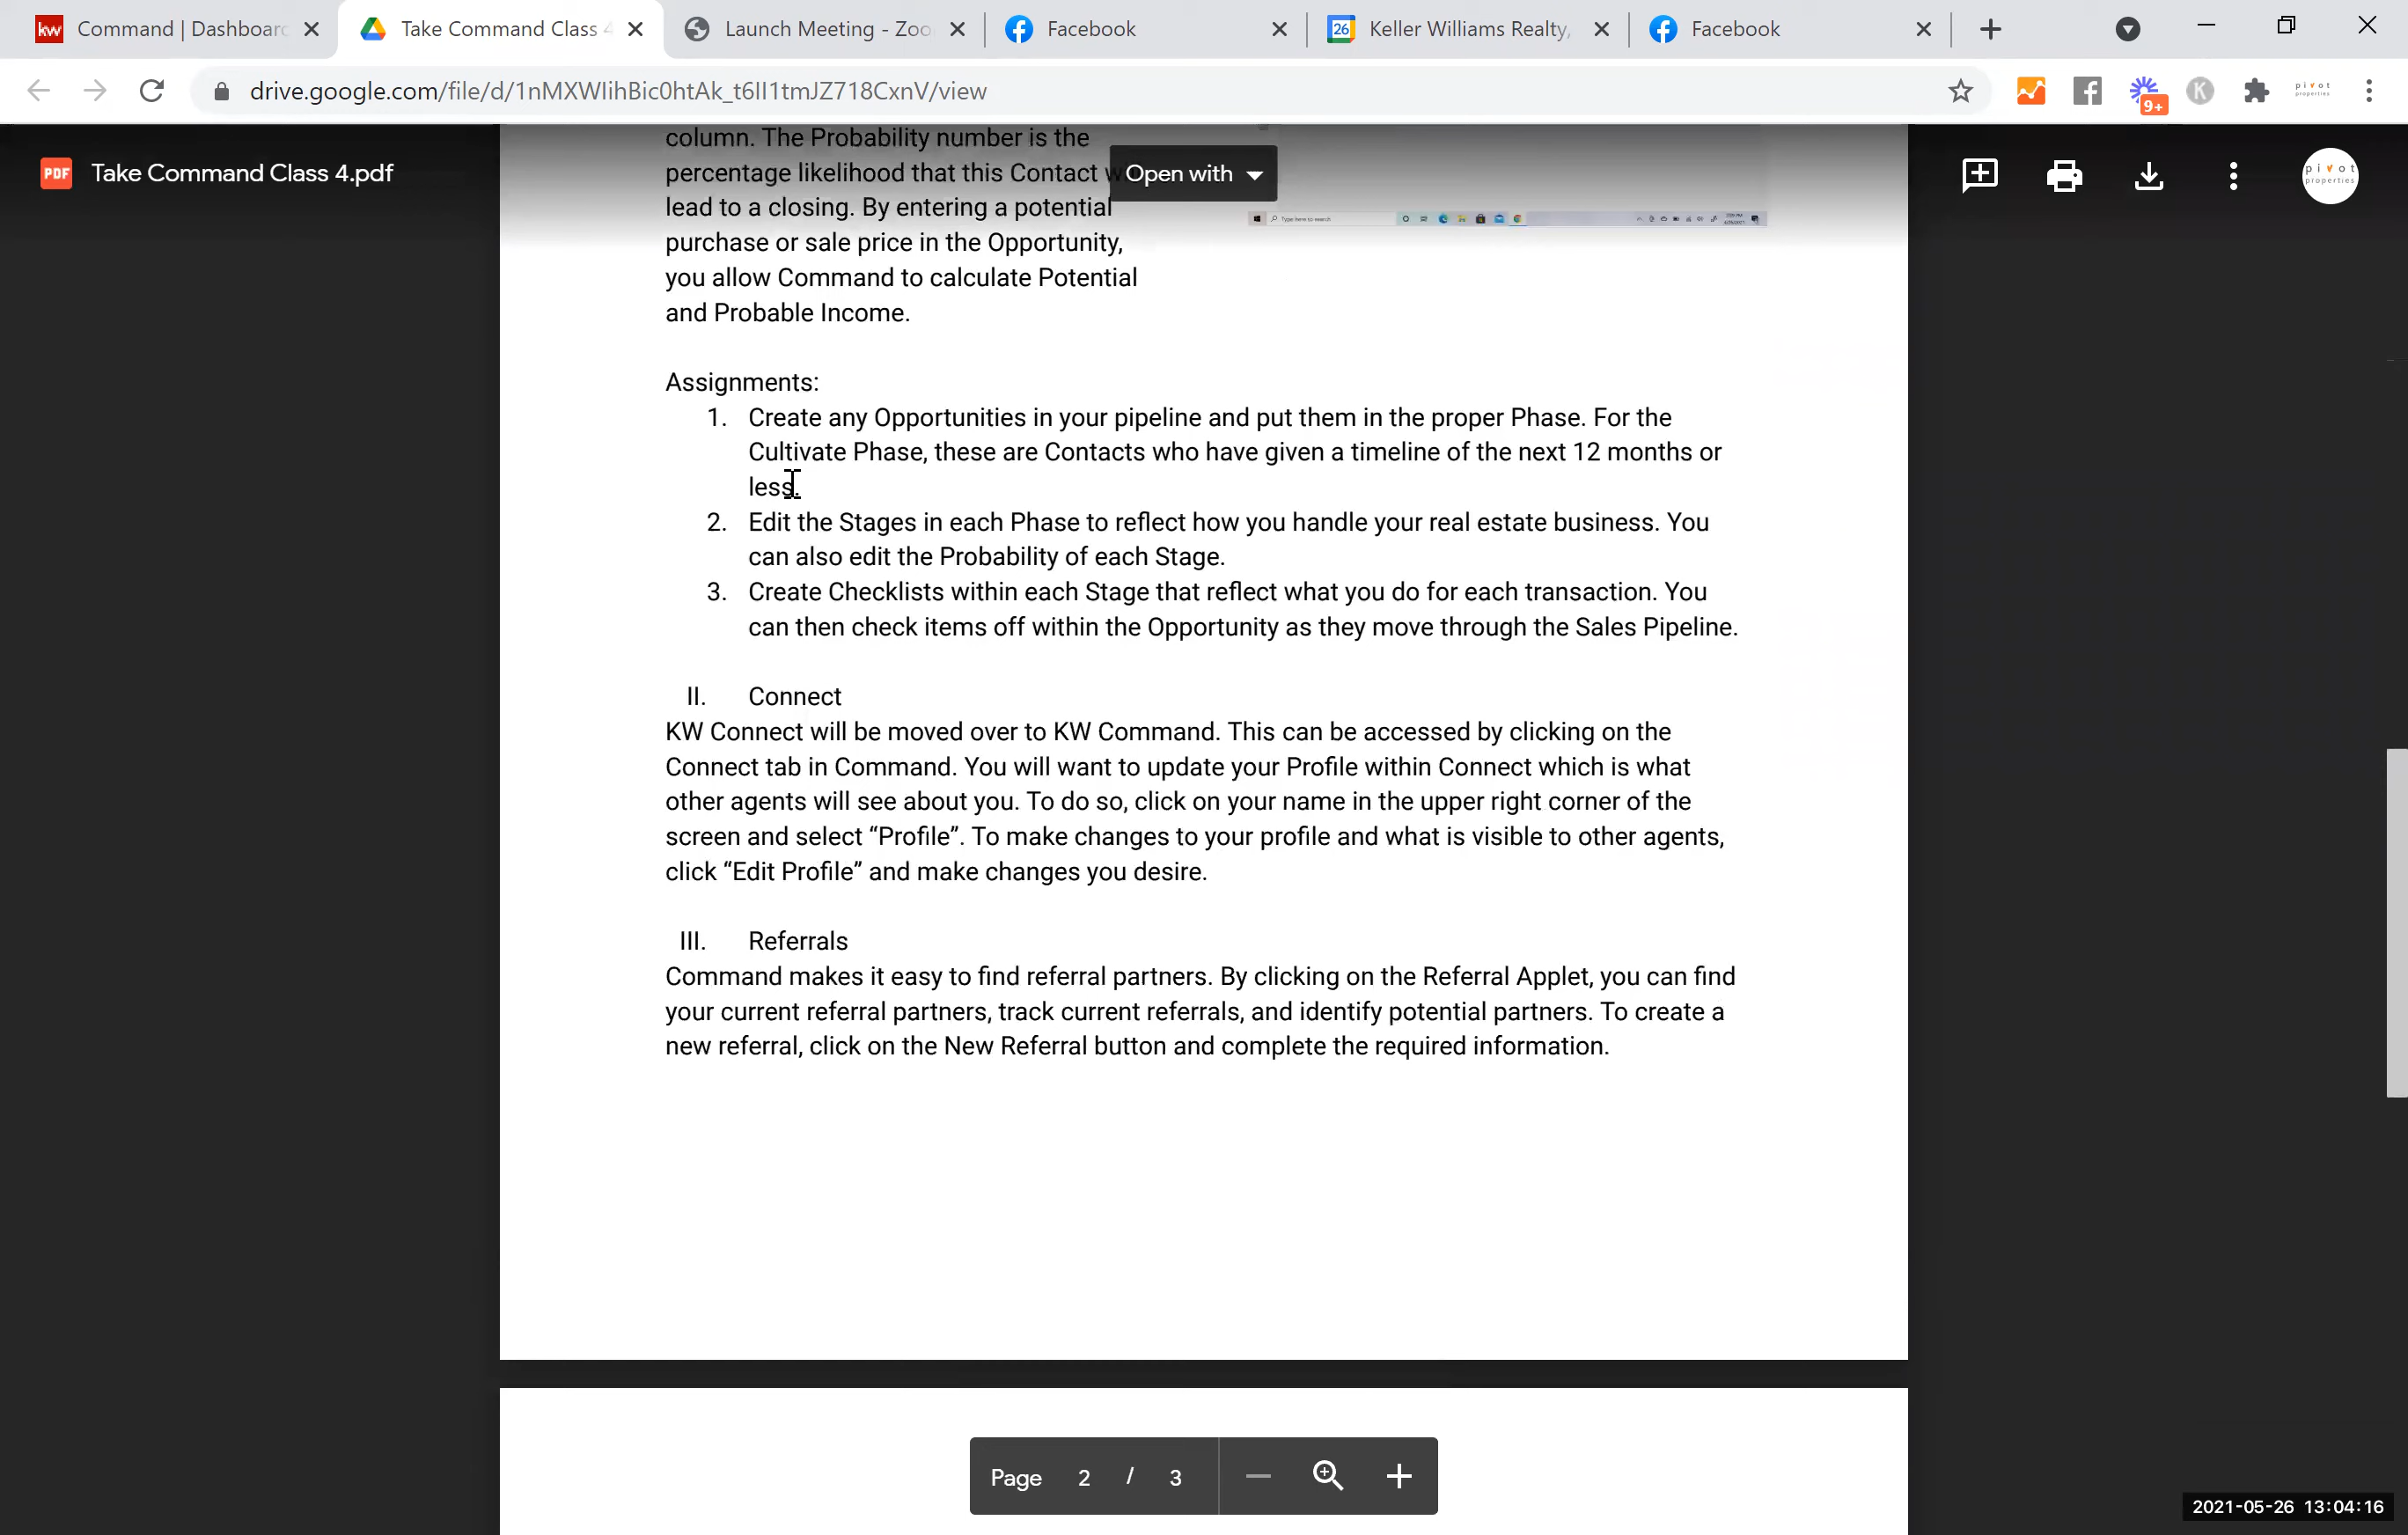 kw Command | Dashboard
Take Command Class 4
Launch Meeting - Zoo
Facebook
26 Keller Williams Realty,
Facebook
drive.google.com/file/d/1nMXWIihBic0htAk_t6II1tmJZ718CxnV/view
9+
K
pivot
properties
PDF Take Command Class 4.pdf
Open with
pivot
properties
column. The Probability number is the
percentage likelihood that this Contact
lead to a closing. By entering a potential
purchase or sale price in the Opportunity,
you allow Command to calculate Potential
and Probable Income.
Type here to search
Assignments:
1. Create any Opportunities in your pipeline and put them in the proper Phase. For the
Cultivate Phase, these are Contacts who have given a timeline of the next 12 months or
less.
2. Edit the Stages in each Phase to reflect how you handle your real estate business. You
can also edit the Probability of each Stage.
3. Create Checklists within each Stage that reflect what you do for each transaction. You
can then check items off within the Opportunity as they move through the Sales Pipeline.
II. Connect
KW Connect will be moved over to KW Command. This can be accessed by clicking on the
Connect tab in Command. You will want to update your Profile within Connect which is what
other agents will see about you. To do so, click on your name in the upper right corner of the
screen and select “Profile”. To make changes to your profile and what is visible to other agents,
click “Edit Profile” and make changes you desire.
III. Referrals
Command makes it easy to find referral partners. By clicking on the Referral Applet, you can find
your current referral partners, track current referrals, and identify potential partners. To create a
new referral, click on the New Referral button and complete the required information.
Page 2 / 3
2021-05-26 13:04:16